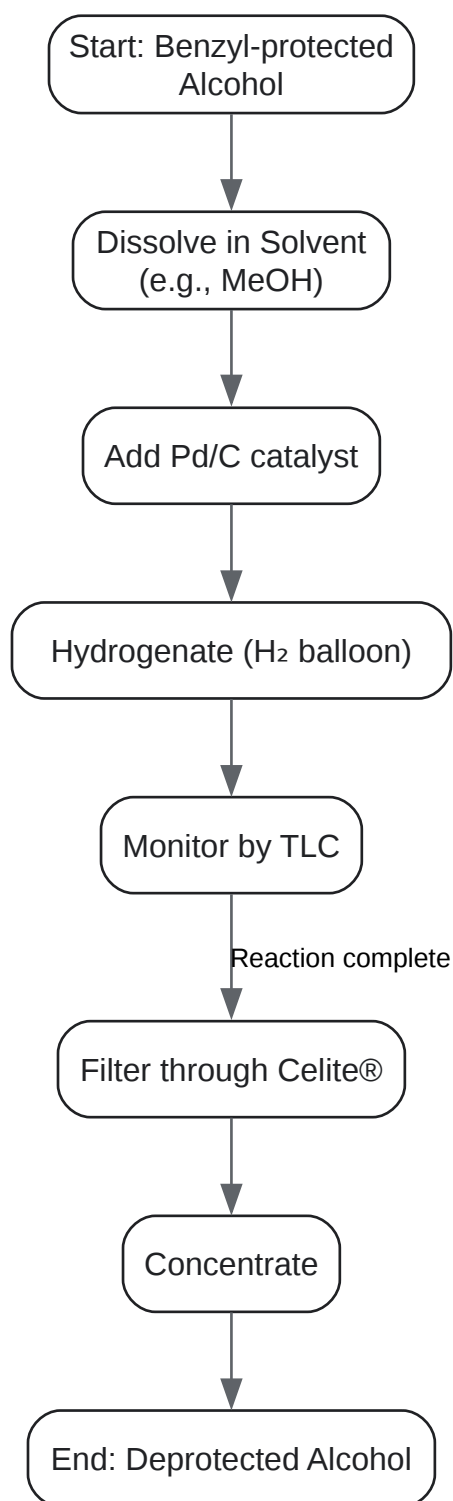 Start: Benzyl-protected
Alcohol
Dissolve in Solvent
(e.g., MeOH)
Add Pd/C catalyst
Hydrogenate (H₂ balloon)
Monitor by TLC
Reaction complete
Filter through Celite®
Concentrate
End: Deprotected Alcohol